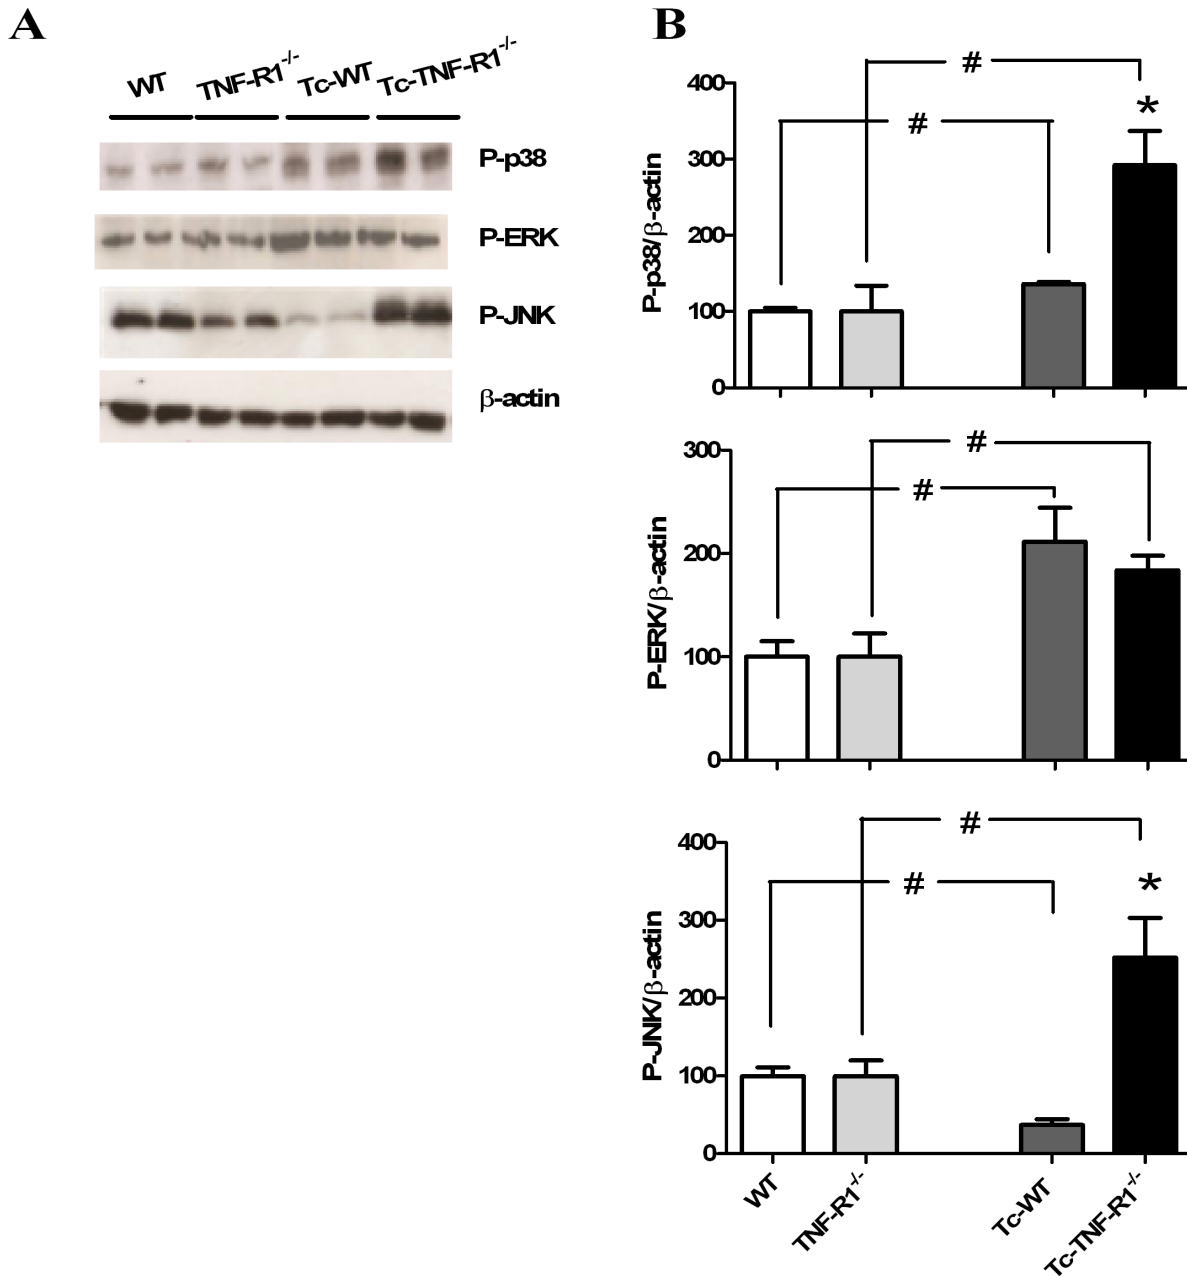 A
WT TNF-R1-/- Tc-WT Tc-TNF-R1-/-
P-p38
P-ERK
P-JNK
β-actin
B
#
#
*
P-p38/β-actin
400
300
200
100
0
#
#
P-ERK/β-actin
300
200
100
0
#
#
*
P-JNK/β-actin
400
300
200
100
0
WT TNF-R1-/- Tc-WT Tc-TNF-R1-/-